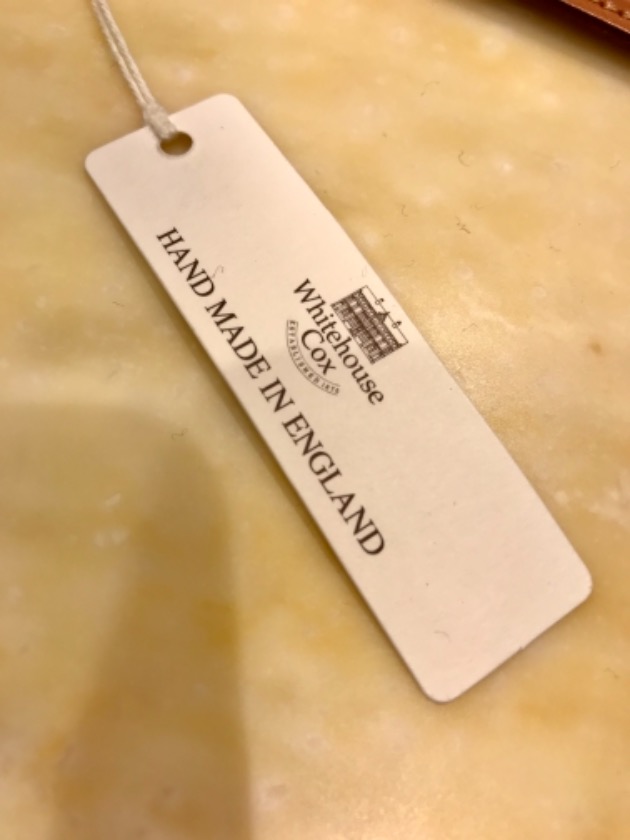 Whitehouse
Cox
ESTABLISHED 1875
HAND MADE IN ENGLAND